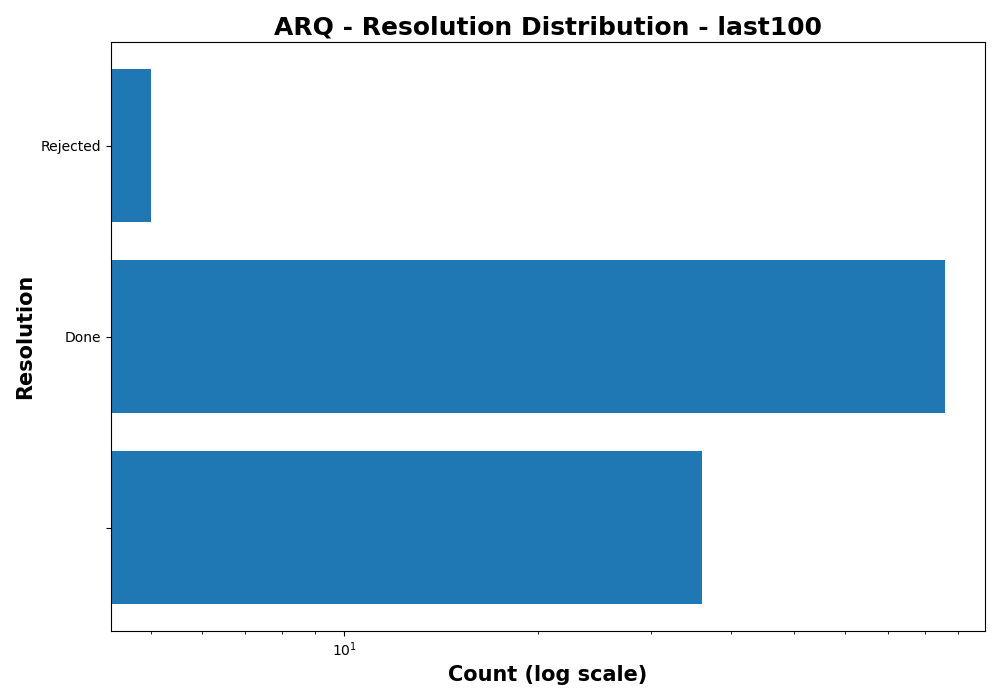 ARQ - Resolution Distribution - last100
Rejected
Done
Resolution
10¹
Count (log scale)